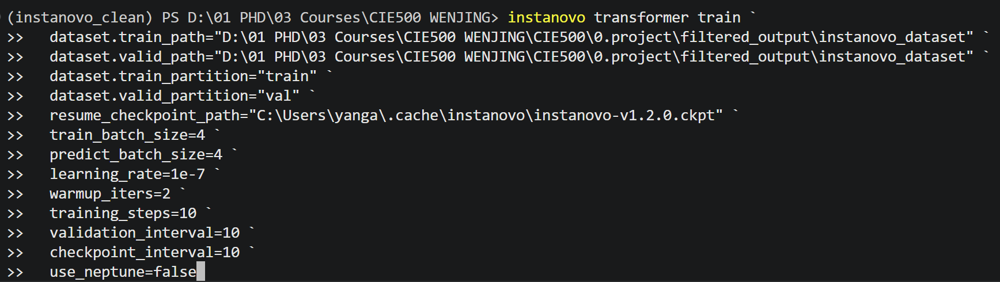 (instanovo_clean) PS D:\01 PHD\03 Courses\CIE500 WENJING> instanovo transformer train `
>>   dataset.train_path="D:\01 PHD\03 Courses\CIE500 WENJING\CIE500\0.project\filtered_output\instanovo_dataset" `
>>   dataset.valid_path="D:\01 PHD\03 Courses\CIE500 WENJING\CIE500\0.project\filtered_output\instanovo_dataset" `
>>   dataset.train_partition="train" `
>>   dataset.valid_partition="val" `
>>   resume_checkpoint_path="C:\Users\yanga\.cache\instanovo\instanovo-v1.2.0.ckpt" `
>>   train_batch_size=4 `
>>   predict_batch_size=4 `
>>   learning_rate=1e-7 `
>>   warmup_iters=2 `
>>   training_steps=10 `
>>   validation_interval=10 `
>>   checkpoint_interval=10 `
>>   use_neptune=false